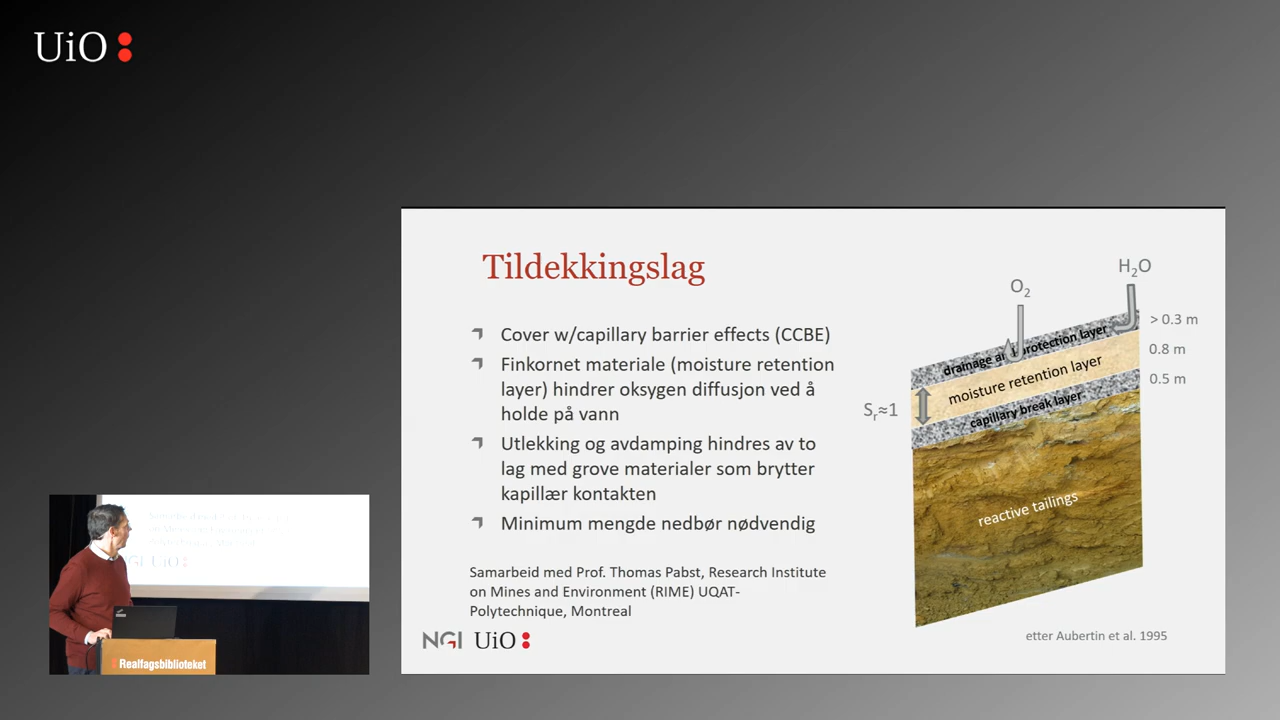 UiO
Tildekkingslag
Cover w/capillary barrier effects (CCBE)
Finkornet materiale (moisture retention
layer) hindrer oksygen diffusjon ved å
holde på vann
Utlekking og avdamping hindres av to
lag med grove materialer som brytter
kapillær kontakten
Minimum mengde nedbør nødvendig
Samarbeid med Prof. Thomas Pabst, Research Institute
on Mines and Environment (RIME) UQAT-
Polytechnique, Montreal
NGI UiO
H2O
O2
> 0.3 m
0.8 m
0.5 m
drainage and protection layer
moisture retention layer
capillary break layer
Sr≈1
reactive tailings
etter Aubertin et al. 1995
Realfagsbiblioteket